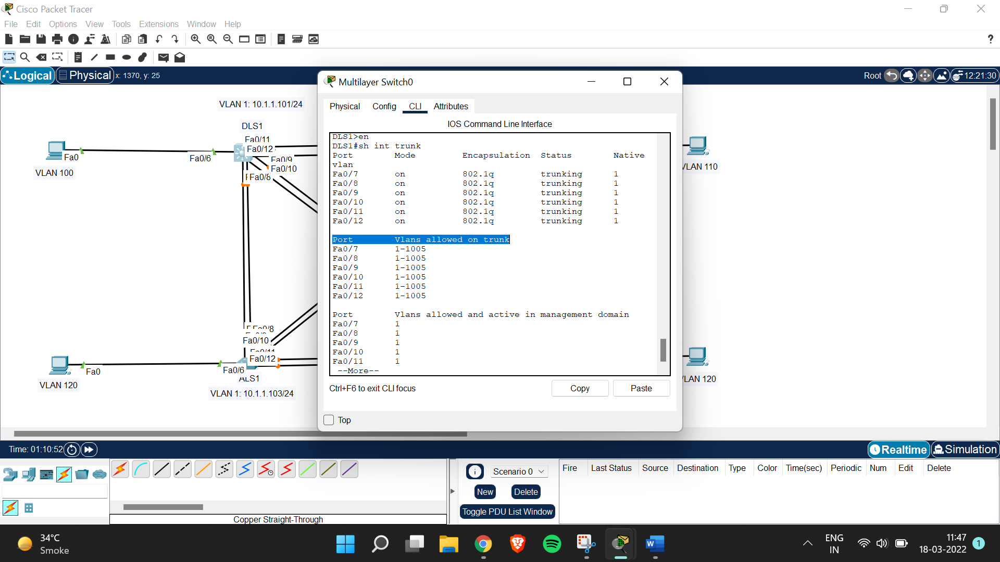 Cisco Packet Tracer
File Edit Options View Tools Extensions Window Help
?
Logical Physical x: 1370, y: 25
Root 12:21:30
VLAN 1: 10.1.1.101/24
DLS1
Fa0/11
Fa0/12
Fa0/9
Fa0/10
Fa0/8
Fa0
Fa0/6
VLAN 100
Fa0/8
Fa0/10
Fa0/11
Fa0/12
Fa0
Fa0/6
ALS1
VLAN 120
VLAN 1: 10.1.1.103/24
Multilayer Switch0
Physical Config CLI Attributes
IOS Command Line Interface
DLS1>en
DLS1#sh int trunk
Port Mode Encapsulation Status Native
vlan
Fa0/7 on 802.1q trunking 1
Fa0/8 on 802.1q trunking 1
Fa0/9 on 802.1q trunking 1
Fa0/10 on 802.1q trunking 1
Fa0/11 on 802.1q trunking 1
Fa0/12 on 802.1q trunking 1
Port Vlans allowed on trunk
Fa0/7 1-1005
Fa0/8 1-1005
Fa0/9 1-1005
Fa0/10 1-1005
Fa0/11 1-1005
Fa0/12 1-1005
Port Vlans allowed and active in management domain
Fa0/7 1
Fa0/8 1
Fa0/9 1
Fa0/10 1
Fa0/11 1
--More--
Ctrl+F6 to exit CLI focus
Copy Paste
Top
VLAN 110
VLAN 120
Time: 01:10:52
Realtime Simulation
Scenario 0
New Delete
Toggle PDU List Window
Fire Last Status Source Destination Type Color Time(sec) Periodic Num Edit Delete
Copper Straight-Through
34°C
Smoke
W
ENG
IN
11:47
18-03-2022
1